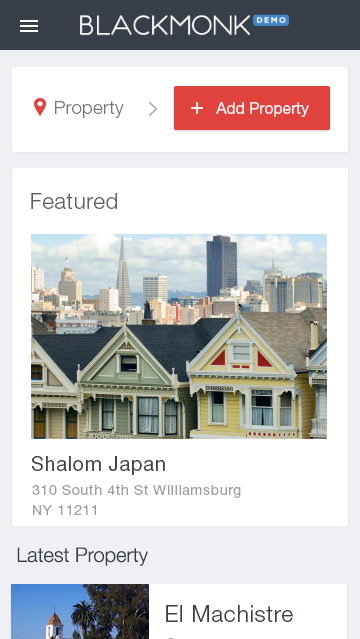 BLACKMONK DEMO
Property
+ Add Property
Featured
Shalom Japan
310 South 4th St Williamsburg
NY 11211
Latest Property
El Machistre